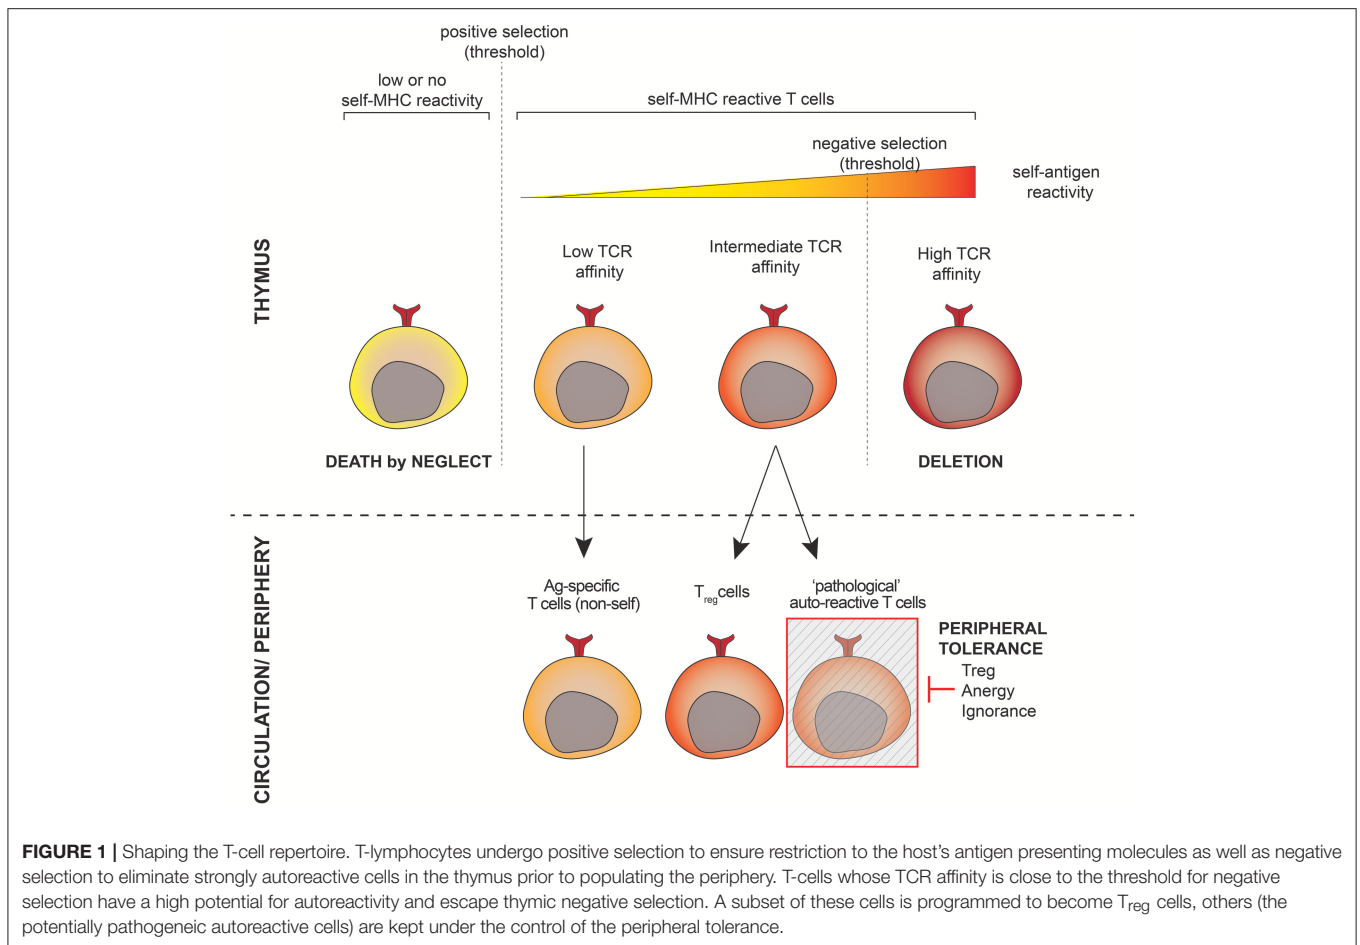 positive selection
(threshold)
low or no
self-MHC reactivity
self-MHC reactive T cells
negative selection
(threshold)
self-antigen
reactivity
THYMUS
Low TCR
affinity
Intermediate TCR
affinity
High TCR
affinity
DEATH by NEGLECT
DELETION
CIRCULATION/ PERIPHERY
Ag-specific
T cells (non-self)
Treg cells
‘pathological’
auto-reactive T cells
PERIPHERAL
TOLERANCE
Treg
Anergy
Ignorance
FIGURE 1 | Shaping the T-cell repertoire. T-lymphocytes undergo positive selection to ensure restriction to the host's antigen presenting molecules as well as negative
selection to eliminate strongly autoreactive cells in the thymus prior to populating the periphery. T-cells whose TCR affinity is close to the threshold for negative
selection have a high potential for autoreactivity and escape thymic negative selection. A subset of these cells is programmed to become Treg cells, others (the
potentially pathogeneic autoreactive cells) are kept under the control of the peripheral tolerance.